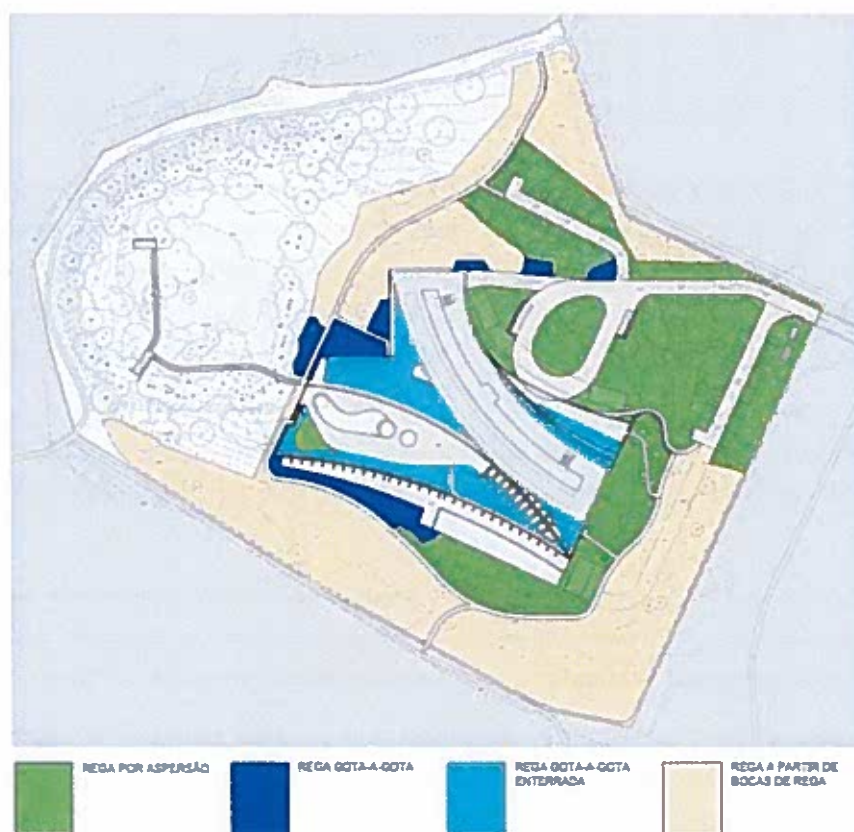 REGA POR ASPERSÃO
REGA GOTA-A-GOTA
REGA GOTA-A-GOTA
ENTERRADA
REGA A PARTIR DE
BOCAS DE REGA